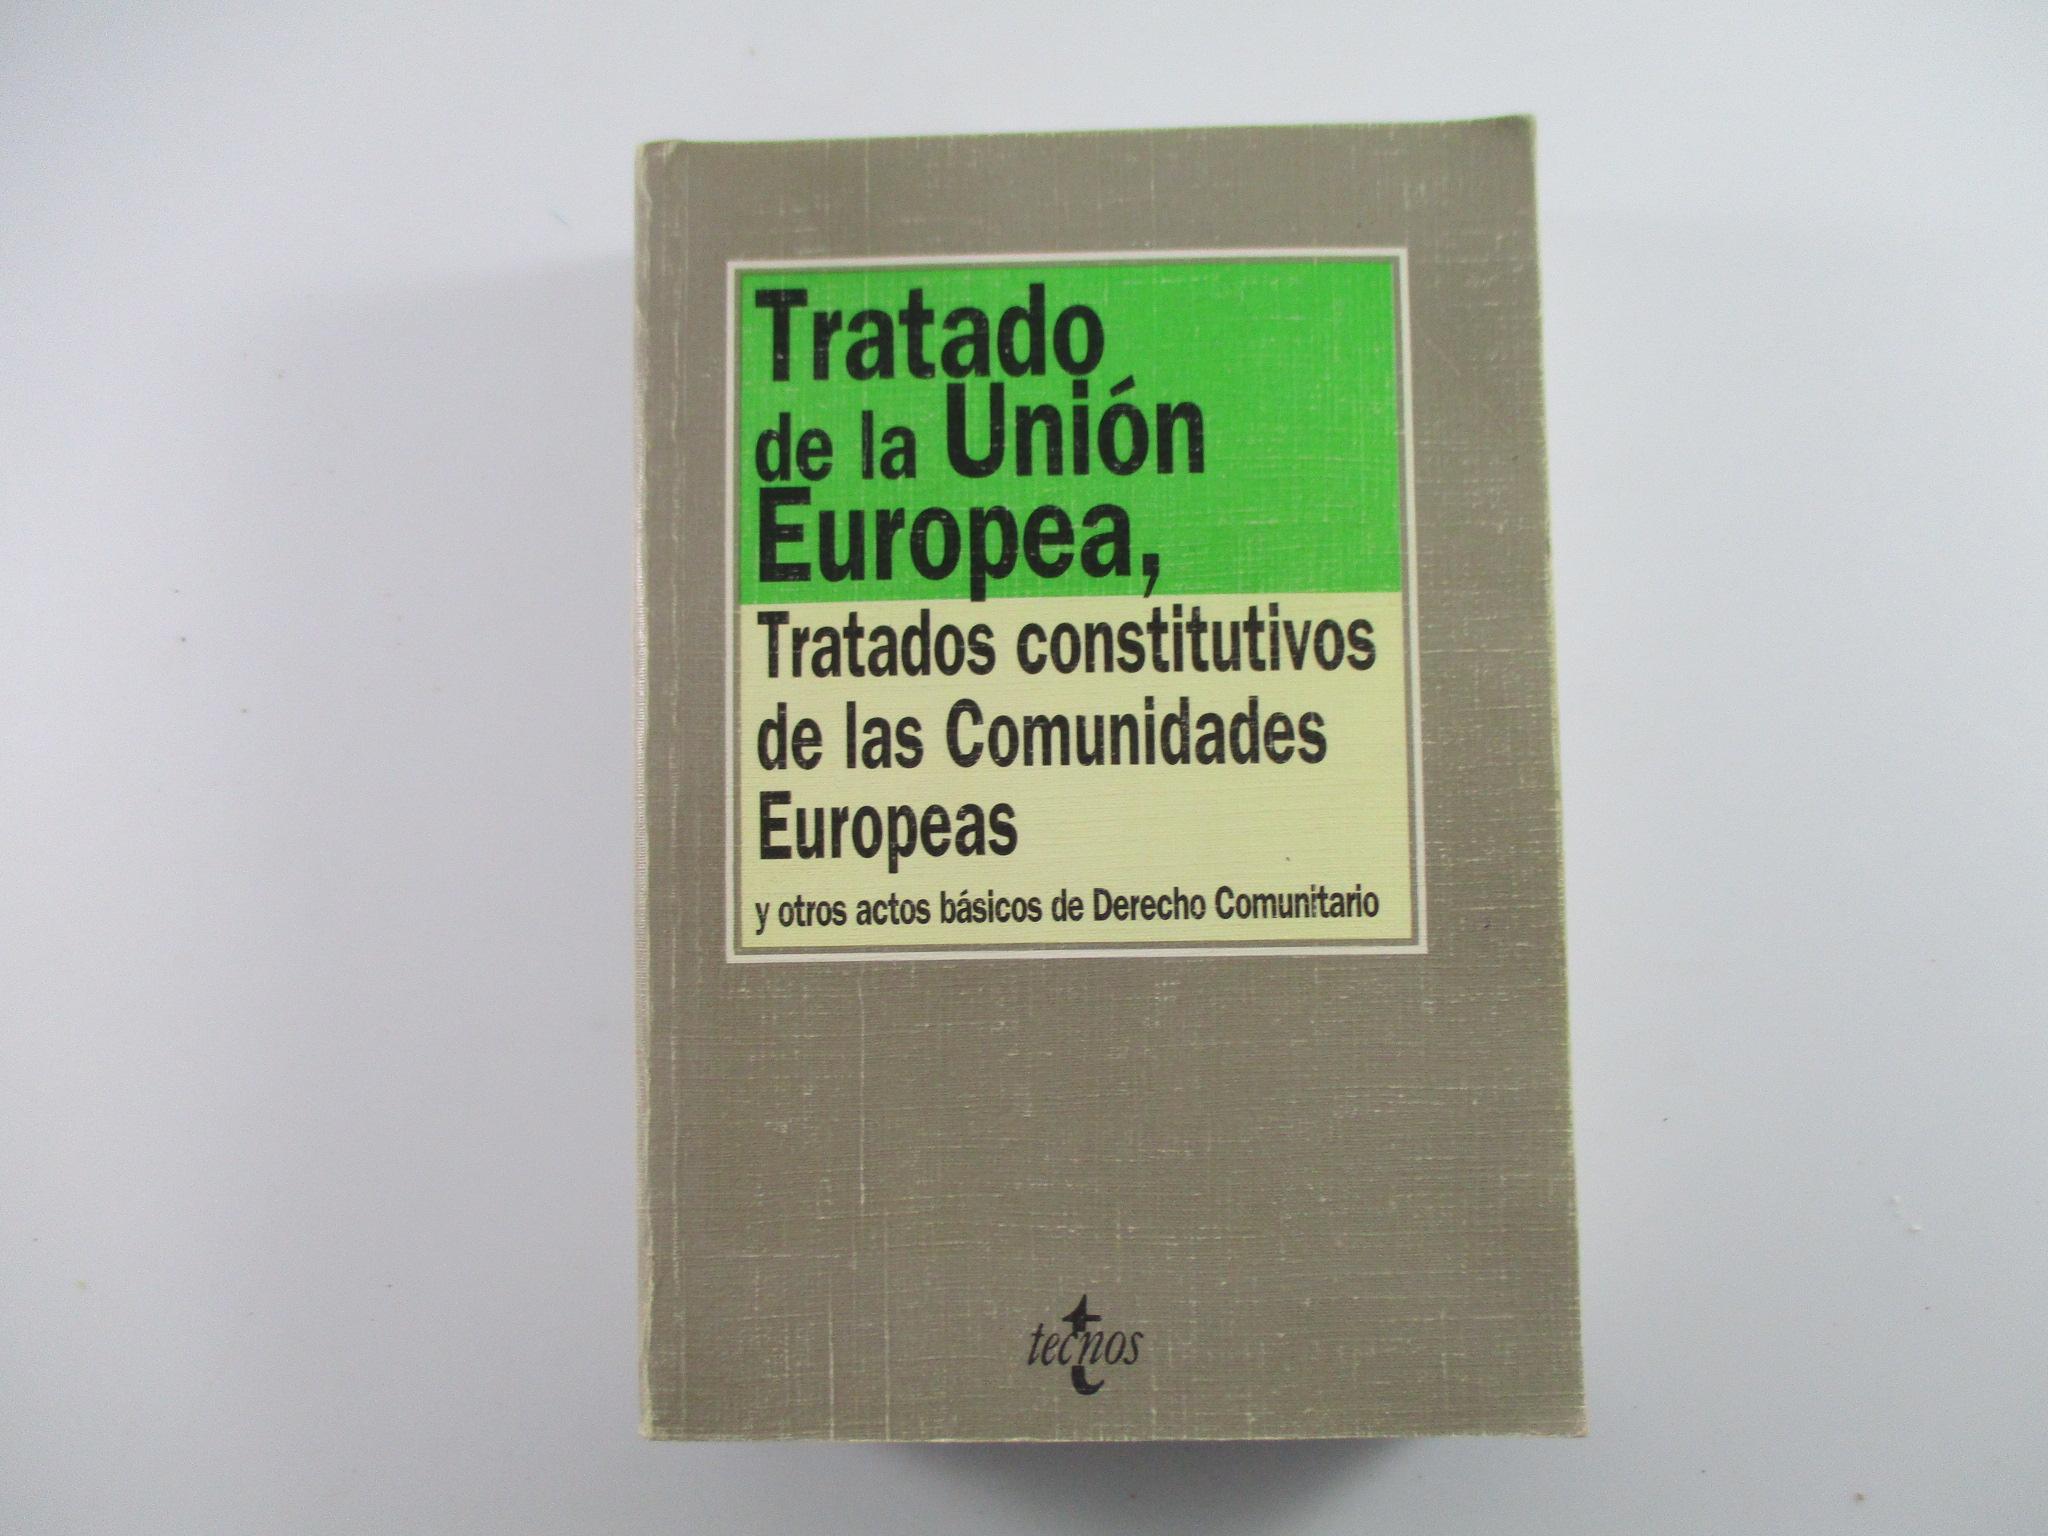 Tratado
de la Unión
Europea,
Tratados constitutivos
de las Comunidades
Europeas
y otros actos básicos de Derecho Comunitario
tecnos